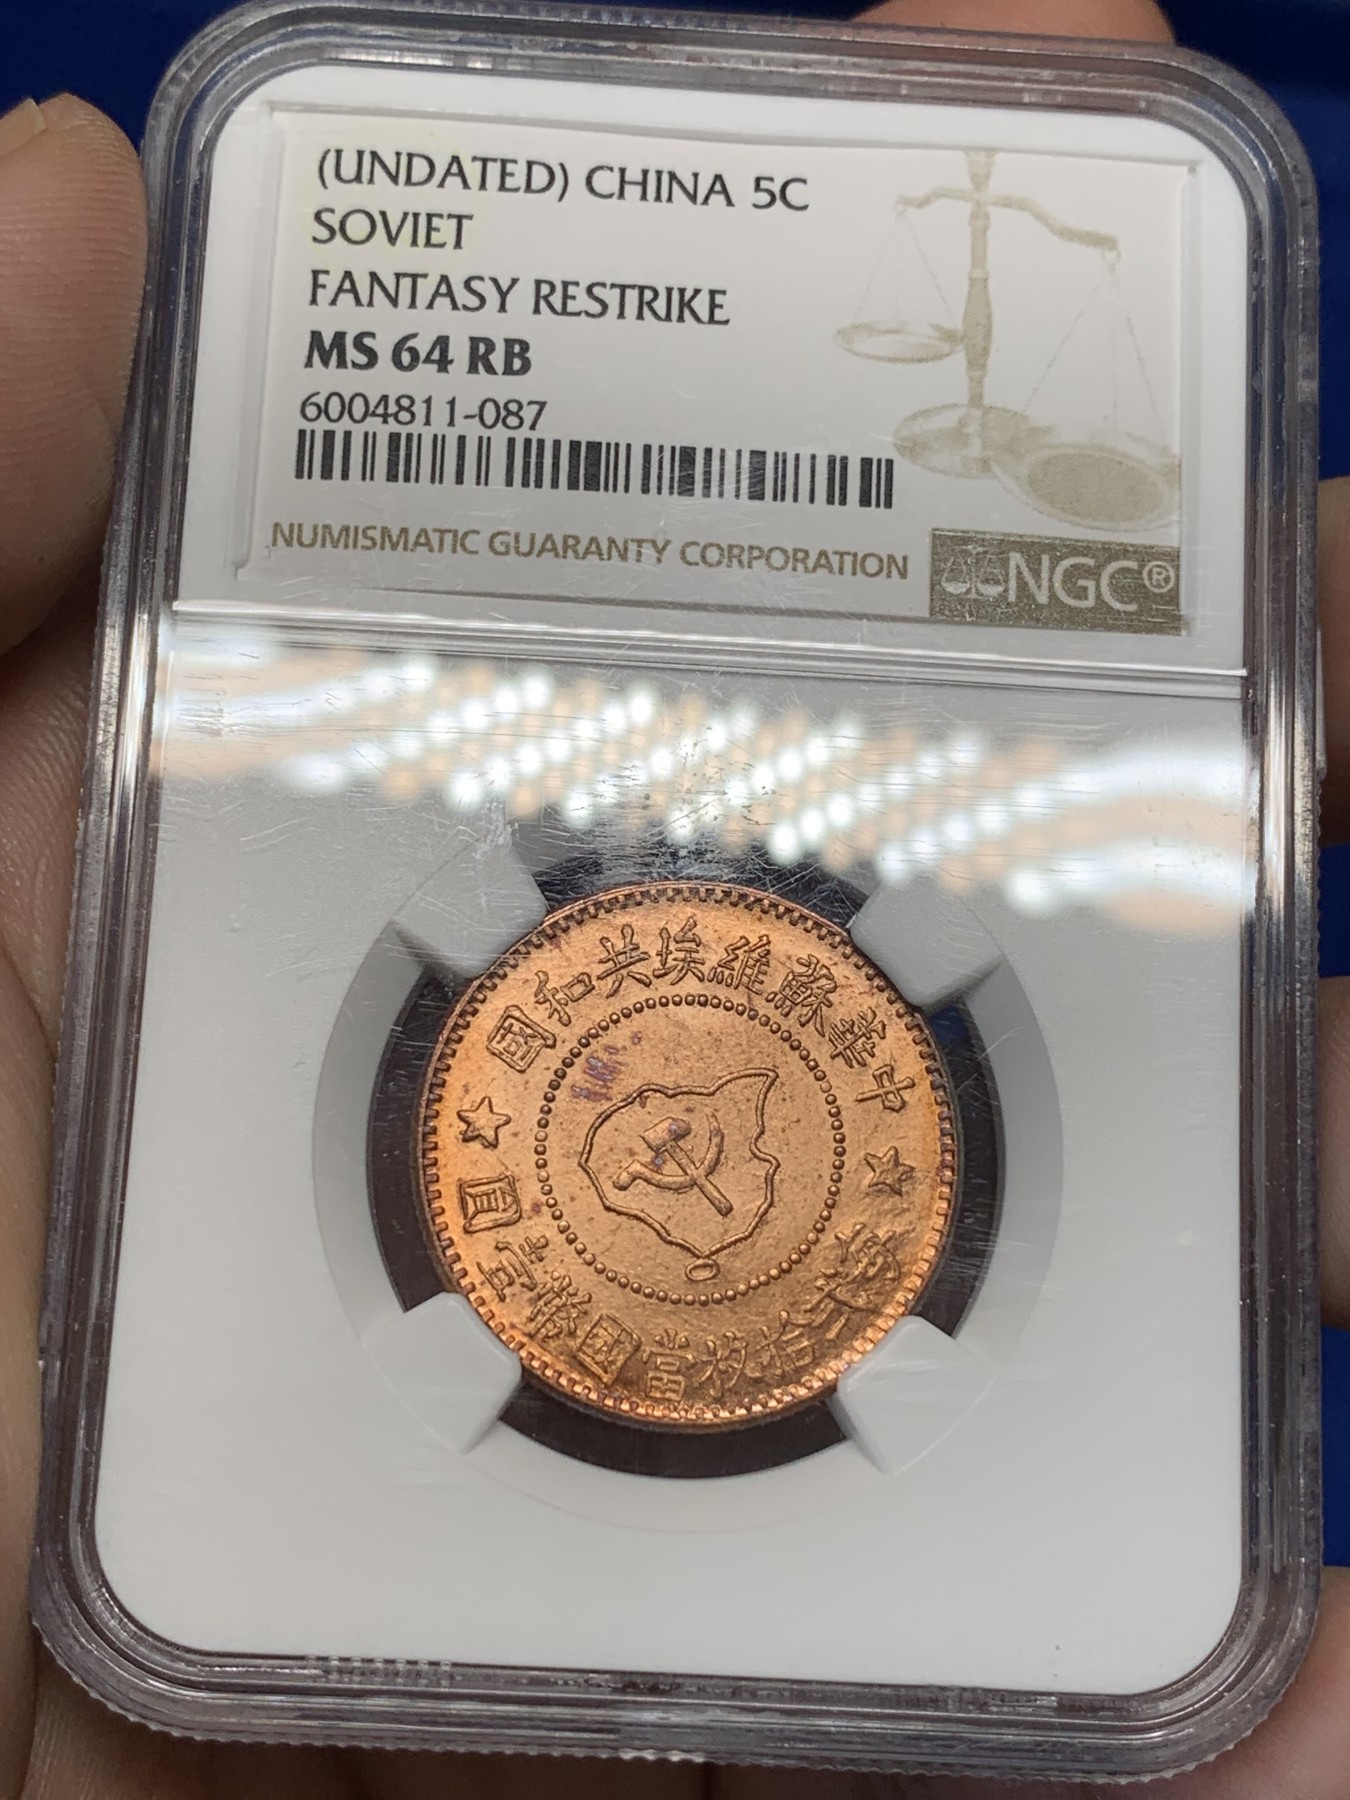 (UNDATED) CHINA 5C
SOVIET
FANTASY RESTRIKE
MS 64 RB
6004811-087
NUMISMATIC GUARANTY CORPORATION
NGC®
中華蘇維埃共和國
每弍拾枚當國幣壹圓